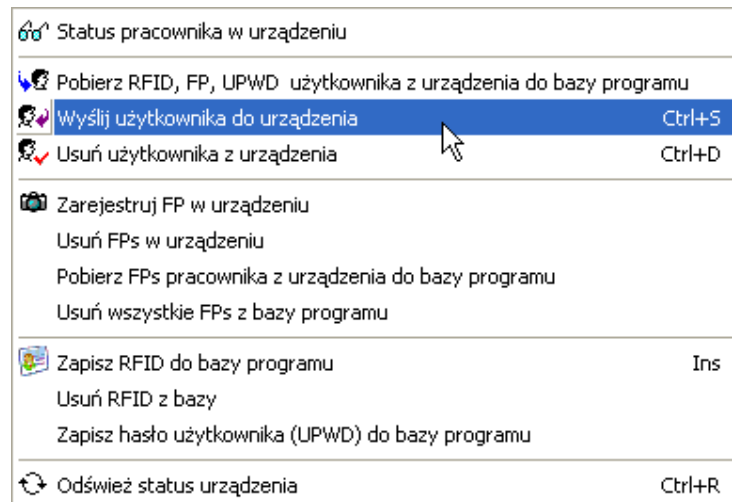 Status pracownika w urządzeniu
Pobierz RFID, FP, UPWD użytkownika z urządzenia do bazy programu
Wyślij użytkownika do urządzenia Ctrl+S
Usuń użytkownika z urządzenia Ctrl+D
Zarejestruj FP w urządzeniu
Usuń FPs w urządzeniu
Pobierz FPs pracownika z urządzenia do bazy programu
Usuń wszystkie FPs z bazy programu
Zapisz RFID do bazy programu Ins
Usuń RFID z bazy
Zapisz hasło użytkownika (UPWD) do bazy programu
Odśwież status urządzenia Ctrl+R